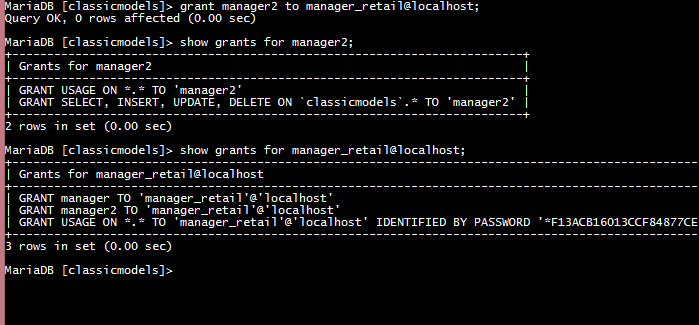 MariaDB [classicmodels]> grant manager2 to manager_retail@localhost;
Query OK, 0 rows affected (0.00 sec)
MariaDB [classicmodels]> show grants for manager2;
+-----------------------------------------------------------------------+
| Grants for manager2 |
+-----------------------------------------------------------------------+
| GRANT USAGE ON *.* TO 'manager2' |
| GRANT SELECT, INSERT, UPDATE, DELETE ON `classicmodels`.* TO 'manager2' |
+-----------------------------------------------------------------------+
2 rows in set (0.00 sec)
MariaDB [classicmodels]> show grants for manager_retail@localhost;
+-----------------------------------------------------------------------
| Grants for manager_retail@localhost
+-----------------------------------------------------------------------
| GRANT manager TO 'manager_retail'@'localhost'
| GRANT manager2 TO 'manager_retail'@'localhost'
| GRANT USAGE ON *.* TO 'manager_retail'@'localhost' IDENTIFIED BY PASSWORD '*F13ACB16013CCF84877CE
+-----------------------------------------------------------------------
3 rows in set (0.00 sec)
MariaDB [classicmodels]>